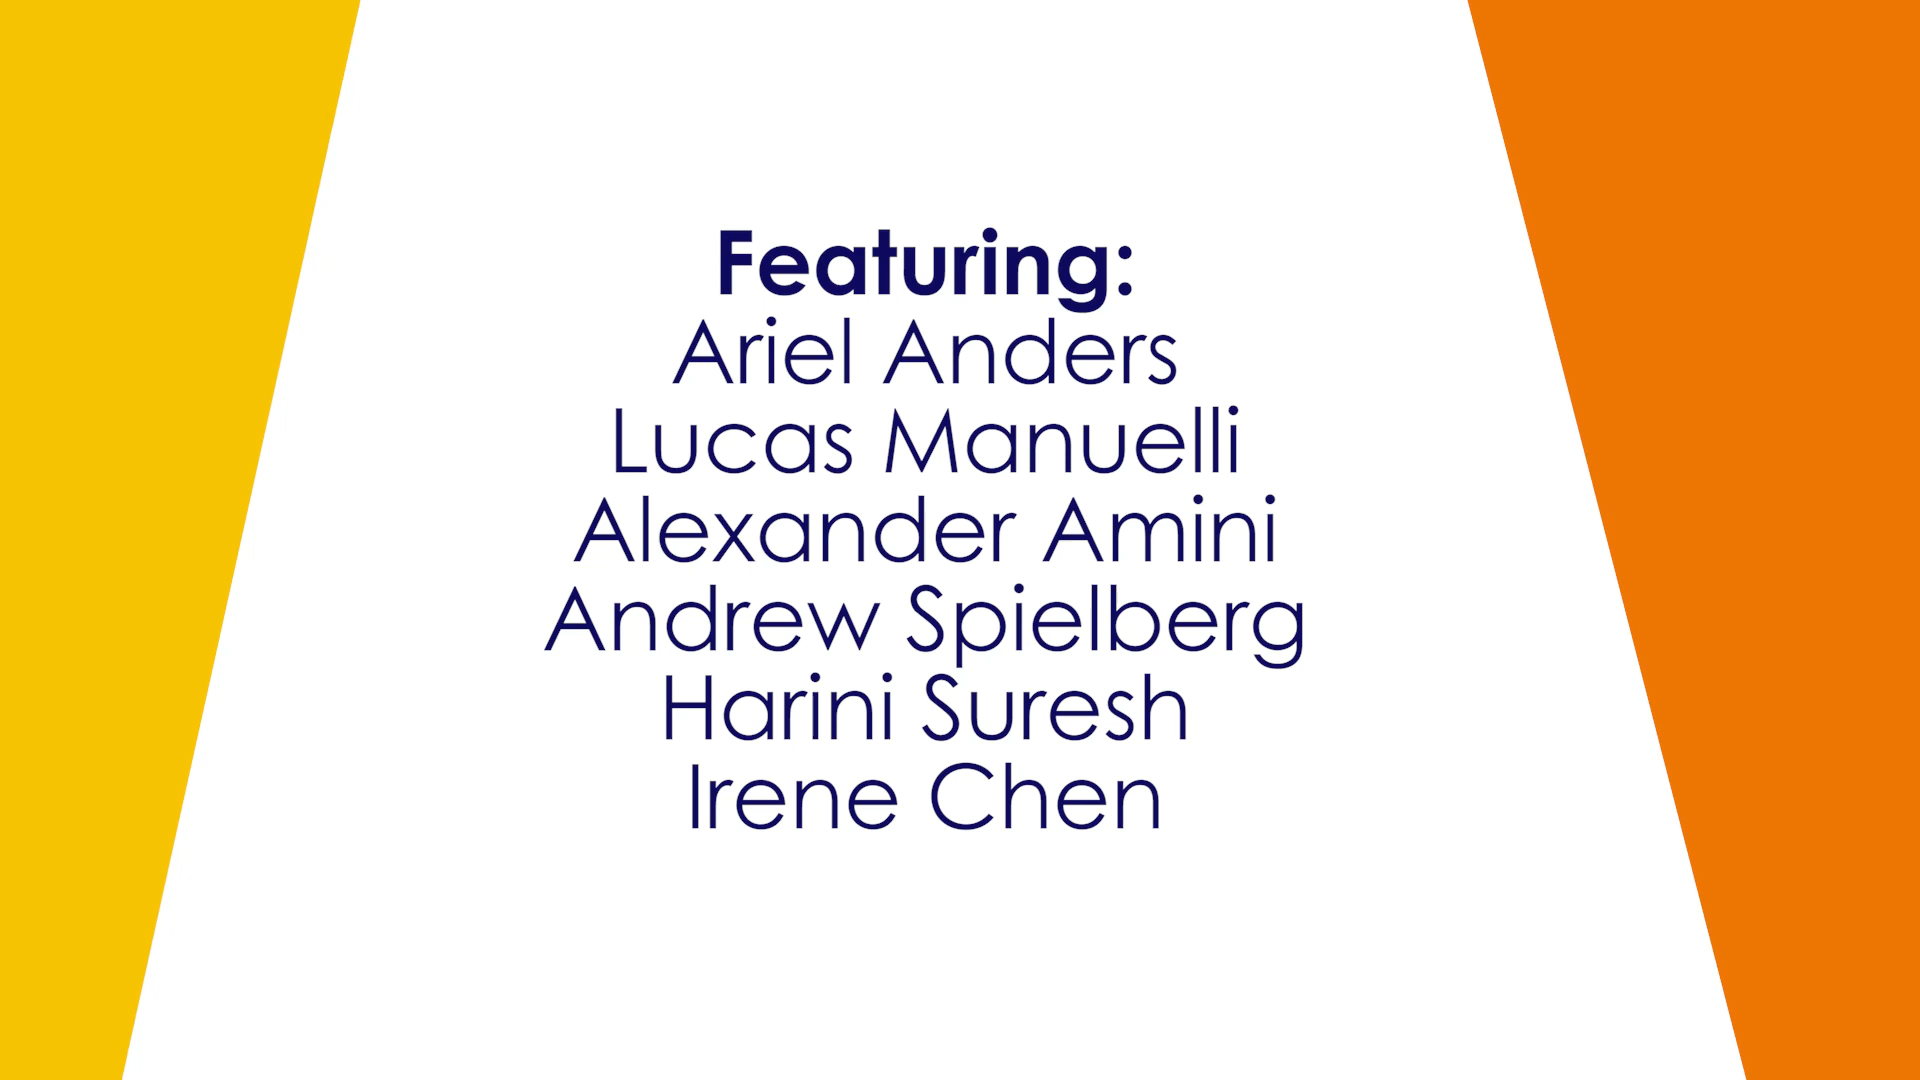 Featuring:
Ariel Anders
Lucas Manuelli
Alexander Amini
Andrew Spielberg
Harini Suresh
Irene Chen